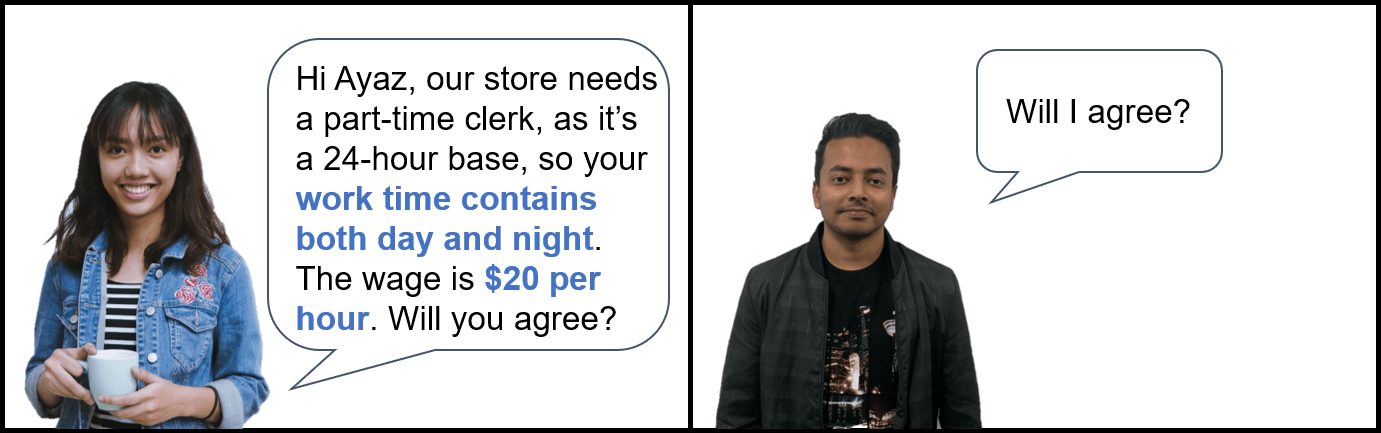 Hi Ayaz, our store needs
a part-time clerk, as it’s
a 24-hour base, so your
work time contains
both day and night.
The wage is $20 per
hour. Will you agree?
Will I agree?